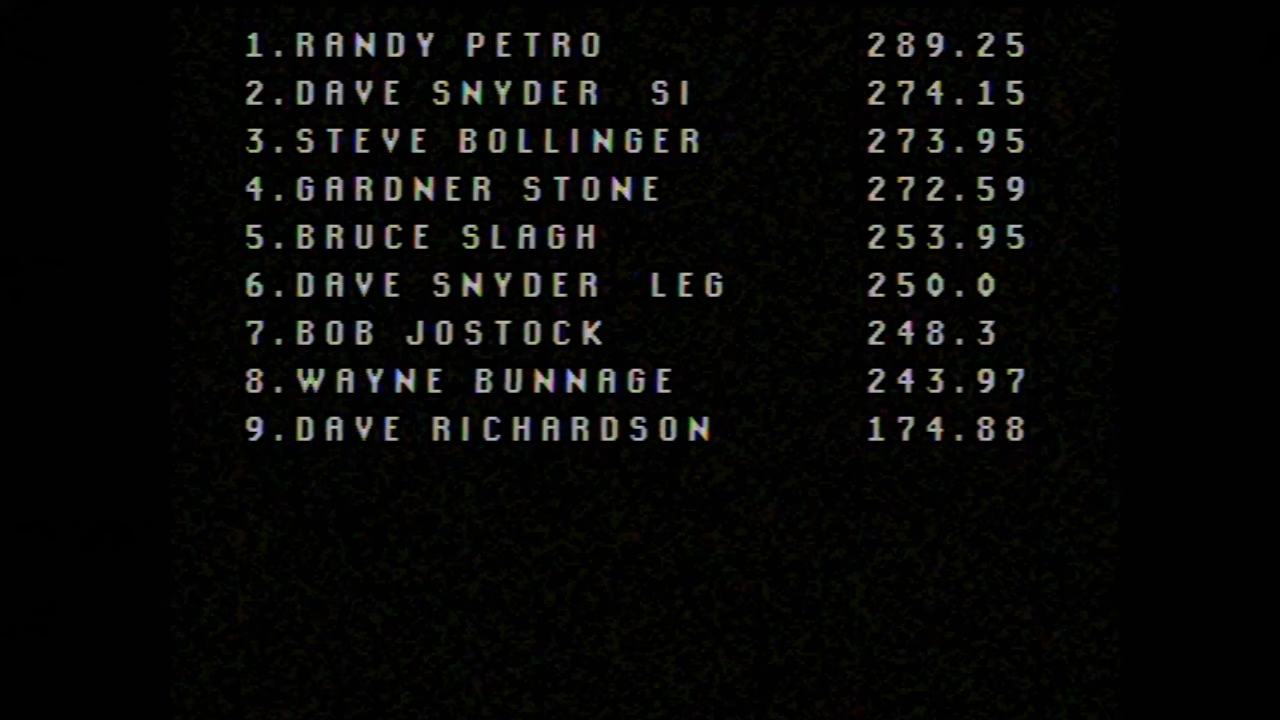 1.RANDY PETRO 289.25
2.DAVE SNYDER SI 274.15
3.STEVE BOLLINGER 273.95
4.GARDNER STONE 272.59
5.BRUCE SLAGH 253.95
6.DAVE SNYDER LEG 250.0
7.BOB JOSTOCK 248.3
8.WAYNE BUNNAGE 243.97
9.DAVE RICHARDSON 174.88